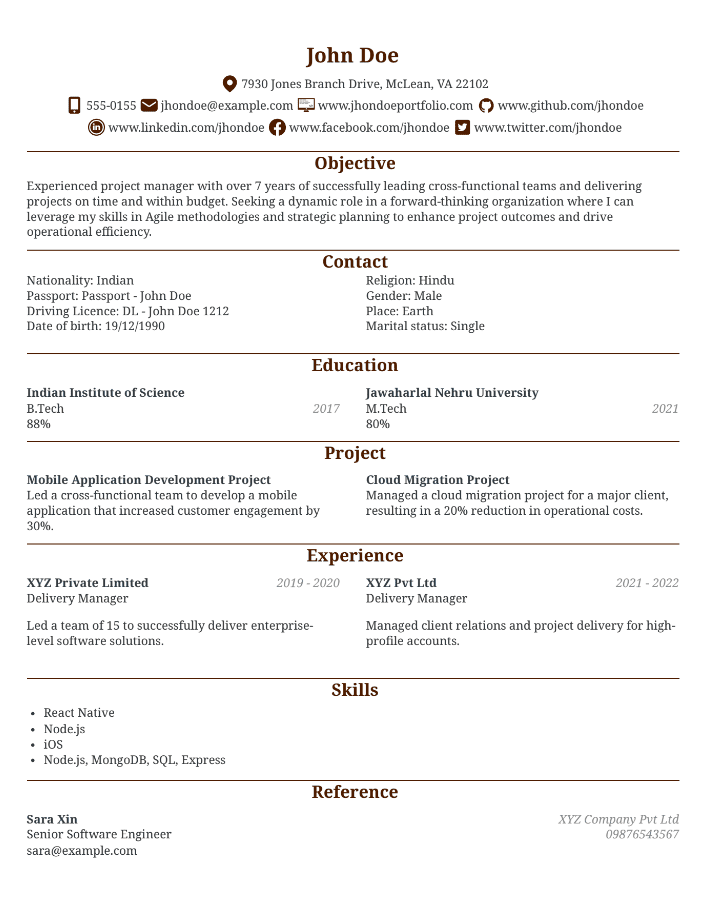 John Doe
7930 Jones Branch Drive, McLean, VA 22102
555-0155 jhondoe@example.com www.jhondoeportfolio.com www.github.com/jhondoe
www.linkedin.com/jhondoe www.facebook.com/jhondoe www.twitter.com/jhondoe
Objective
Experienced project manager with over 7 years of successfully leading cross-functional teams and delivering
projects on time and within budget. Seeking a dynamic role in a forward-thinking organization where I can
leverage my skills in Agile methodologies and strategic planning to enhance project outcomes and drive
operational efficiency.
Contact
Nationality: Indian
Passport: Passport - John Doe
Driving Licence: DL - John Doe 1212
Date of birth: 19/12/1990
Religion: Hindu
Gender: Male
Place: Earth
Marital status: Single
Education
Indian Institute of Science
B.Tech 2017
88%
Jawaharlal Nehru University
M.Tech 2021
80%
Project
Mobile Application Development Project
Led a cross-functional team to develop a mobile
application that increased customer engagement by
30%.
Cloud Migration Project
Managed a cloud migration project for a major client,
resulting in a 20% reduction in operational costs.
Experience
XYZ Private Limited 2019 - 2020
Delivery Manager
Led a team of 15 to successfully deliver enterprise-
level software solutions.
XYZ Pvt Ltd 2021 - 2022
Delivery Manager
Managed client relations and project delivery for high-
profile accounts.
Skills
• React Native
• Node.js
• iOS
• Node.js, MongoDB, SQL, Express
Reference
Sara Xin XYZ Company Pvt Ltd
Senior Software Engineer 09876543567
sara@example.com